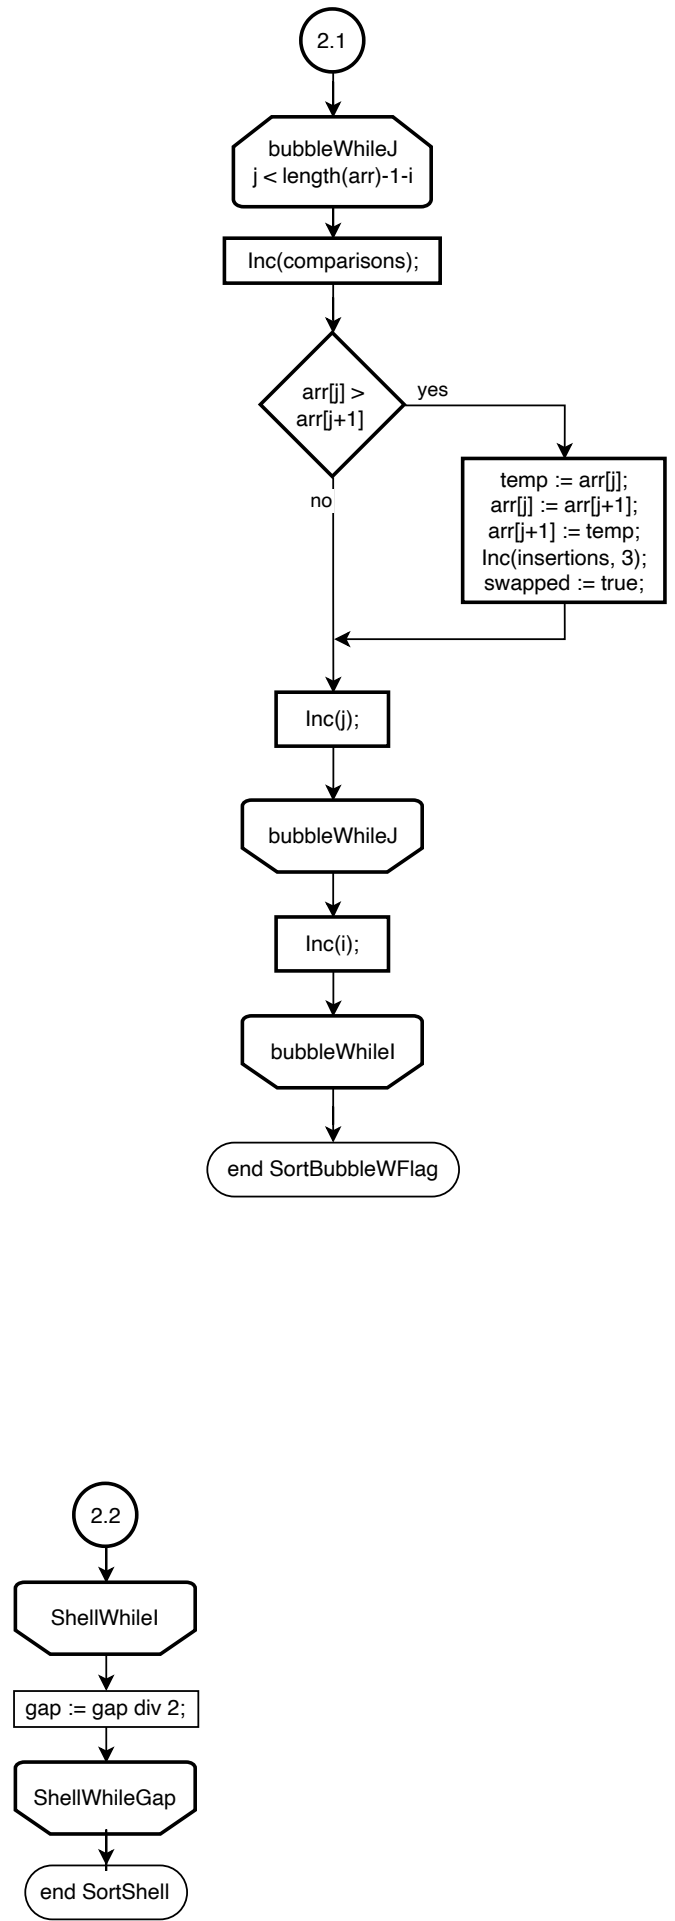 2.1
bubbleWhileJ
j < length(arr)-1-i
Inc(comparisons);
arr[j] >
arr[j+1]
yes
no
temp := arr[j];
arr[j] := arr[j+1];
arr[j+1] := temp;
Inc(insertions, 3);
swapped := true;
Inc(j);
bubbleWhileJ
Inc(i);
bubbleWhileI
end SortBubbleWFlag
2.2
ShellWhileI
gap := gap div 2;
ShellWhileGap
end SortShell